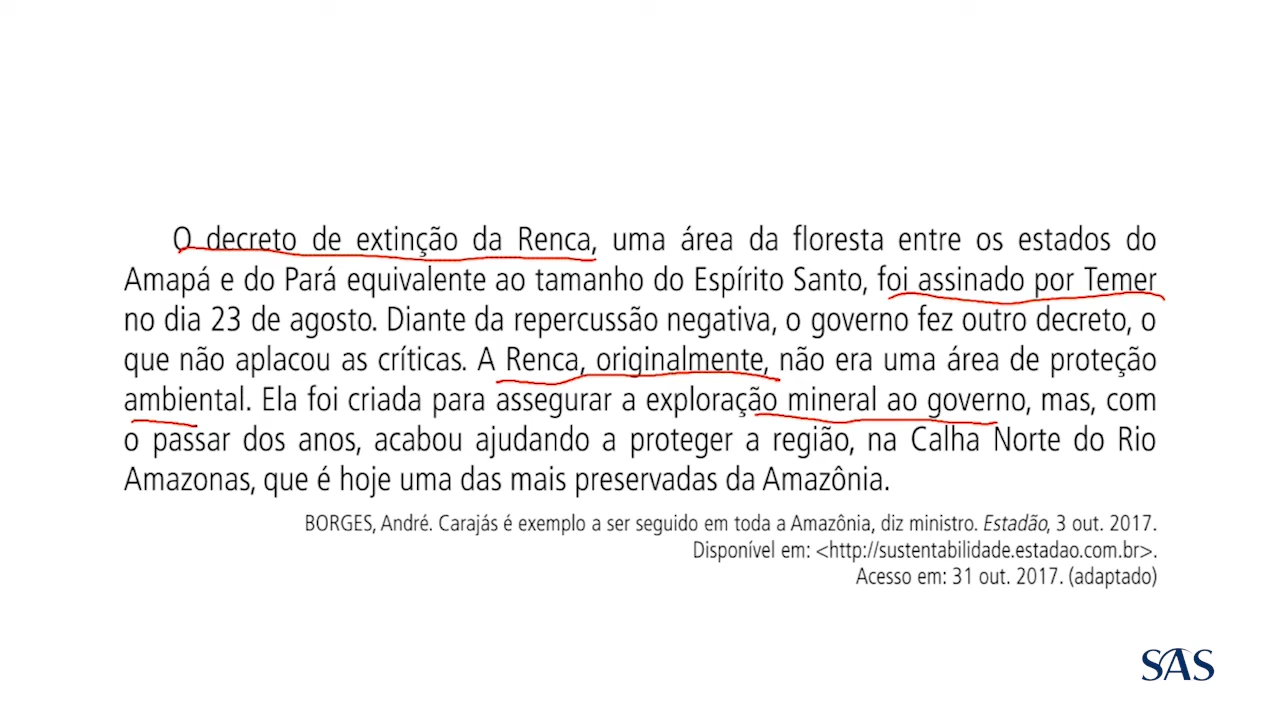 O decreto de extinção da Renca, uma área da floresta entre os estados do
Amapá e do Pará equivalente ao tamanho do Espírito Santo, foi assinado por Temer
no dia 23 de agosto. Diante da repercussão negativa, o governo fez outro decreto, o
que não aplacou as críticas. A Renca, originalmente, não era uma área de proteção
ambiental. Ela foi criada para assegurar a exploração mineral ao governo, mas, com
o passar dos anos, acabou ajudando a proteger a região, na Calha Norte do Rio
Amazonas, que é hoje uma das mais preservadas da Amazônia.
BORGES, André. Carajás é exemplo a ser seguido em toda a Amazônia, diz ministro. Estadão, 3 out. 2017.
Disponível em: <http://sustentabilidade.estadao.com.br>.
Acesso em: 31 out. 2017. (adaptado)
SAS